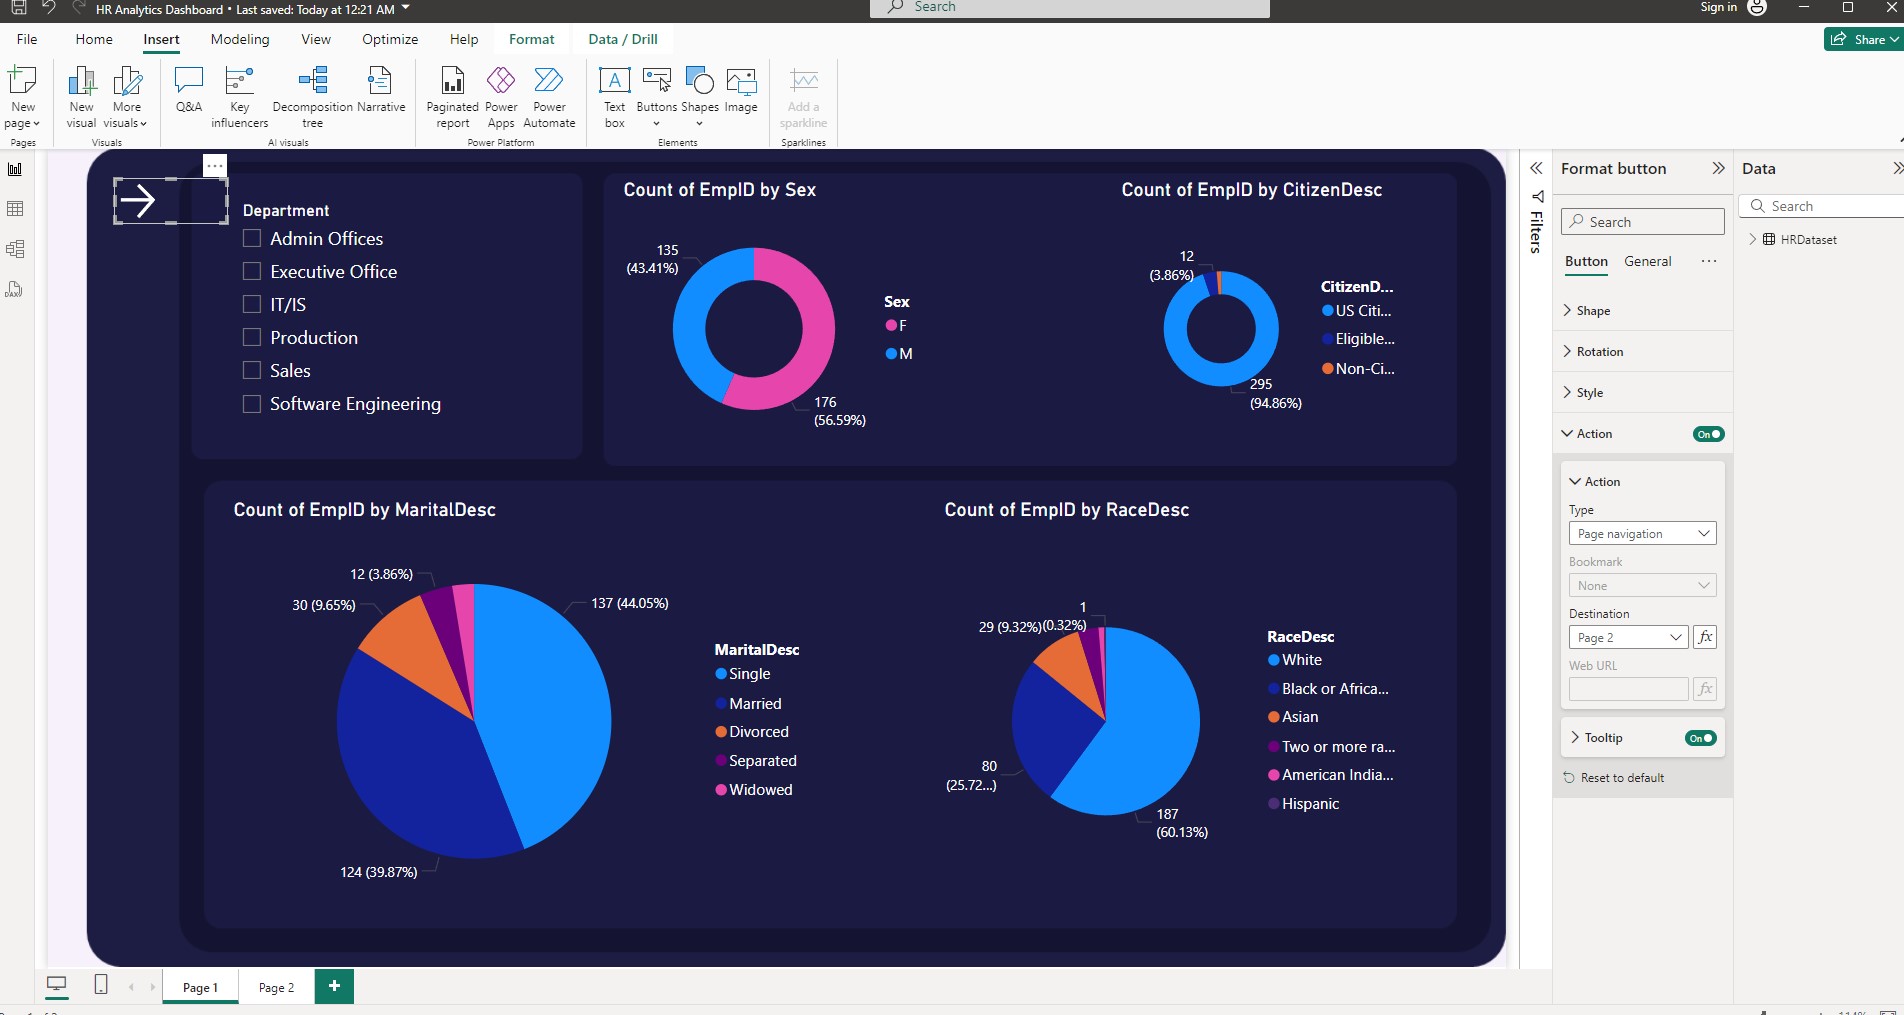 HR Analytics Dashboard • Last saved: Today at 12:21 AM
Search
Sign in
File Home Insert Modeling View Optimize Help Format Data / Drill
Share
New page
New visual
More visuals
Q&A
Key influencers
Decomposition tree
Narrative
Paginated report
Power Apps
Power Automate
Text box
Buttons
Shapes
Image
Add a sparkline
Pages
Visuals
AI visuals
Power Platform
Elements
Sparklines
DAX
Department
Admin Offices
Executive Office
IT/IS
Production
Sales
Software Engineering
Count of EmpID by Sex
135
(43.41%)
176
(56.59%)
Sex
F
M
Count of EmpID by CitizenDesc
12
(3.86%)
295
(94.86%)
CitizenD...
US Citi...
Eligible...
Non-Ci...
Count of EmpID by MaritalDesc
12 (3.86%)
30 (9.65%)
137 (44.05%)
124 (39.87%)
MaritalDesc
Single
Married
Divorced
Separated
Widowed
Count of EmpID by RaceDesc
1
(0.32%)
29 (9.32%)
80
(25.72...)
187
(60.13%)
RaceDesc
White
Black or Africa...
Asian
Two or more ra...
American India...
Hispanic
Filters
Format button
Search
Button General
Shape
Rotation
Style
Action On
Action
Type
Page navigation
Bookmark
None
Destination
Page 2
fx
Web URL
fx
Tooltip On
Reset to default
Data
Search
HRDataset
Page 1
Page 2